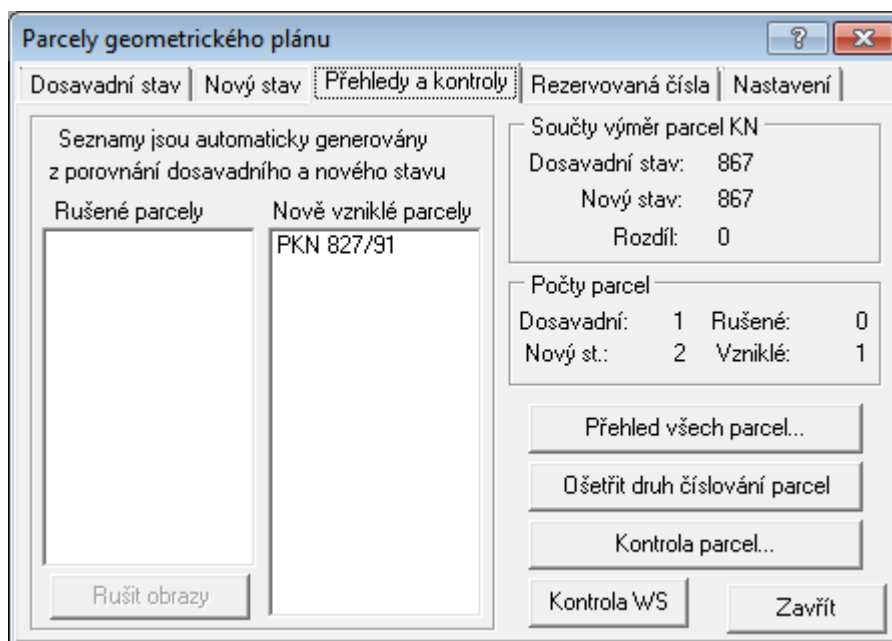 Parcely geometrického plánu
Dosavadní stav
Nový stav
Přehledy a kontroly
Rezervovaná čísla
Nastavení
Seznamy jsou automaticky generovány
z porovnání dosavadního a nového stavu
Rušené parcely
Nově vzniklé parcely
PKN 827/91
Rušit obrazy
Součty výměr parcel KN
Dosavadní stav: 867
Nový stav: 867
Rozdíl: 0
Počty parcel
Dosavadní: 1 Rušené: 0
Nový st.: 2 Vzniklé: 1
Přehled všech parcel...
Ošetřit druh číslování parcel
Kontrola parcel...
Kontrola WS
Zavřít